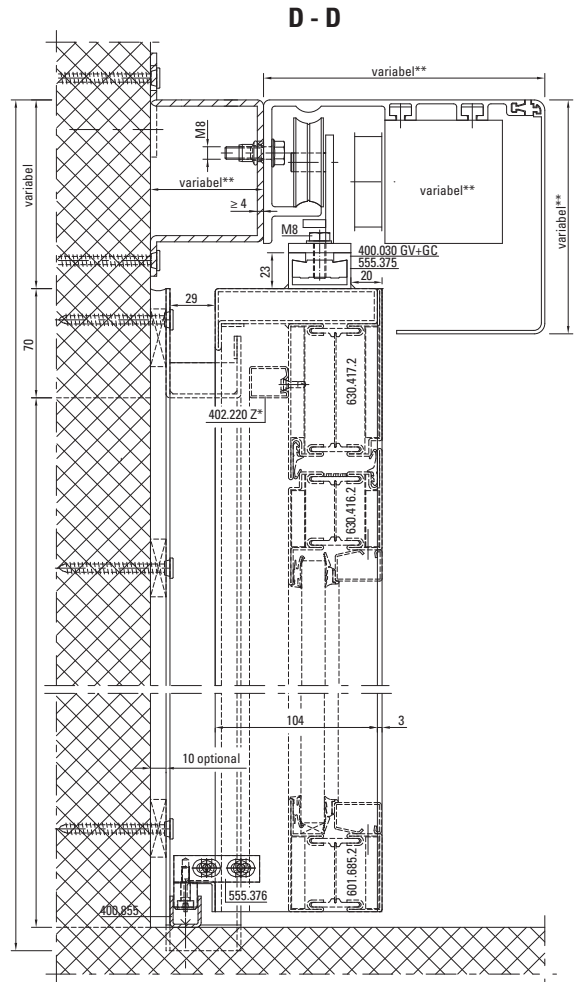 D - D
variabel**
M8
variabel
variabel**
variabel**
variabel**
≥ 4
M8
400.030 GV+GC
555.375
23
20
29
70
630.417.2
402.220 Z*
630.416.2
104
3
10 optional
601.685.2
555.376
400.855